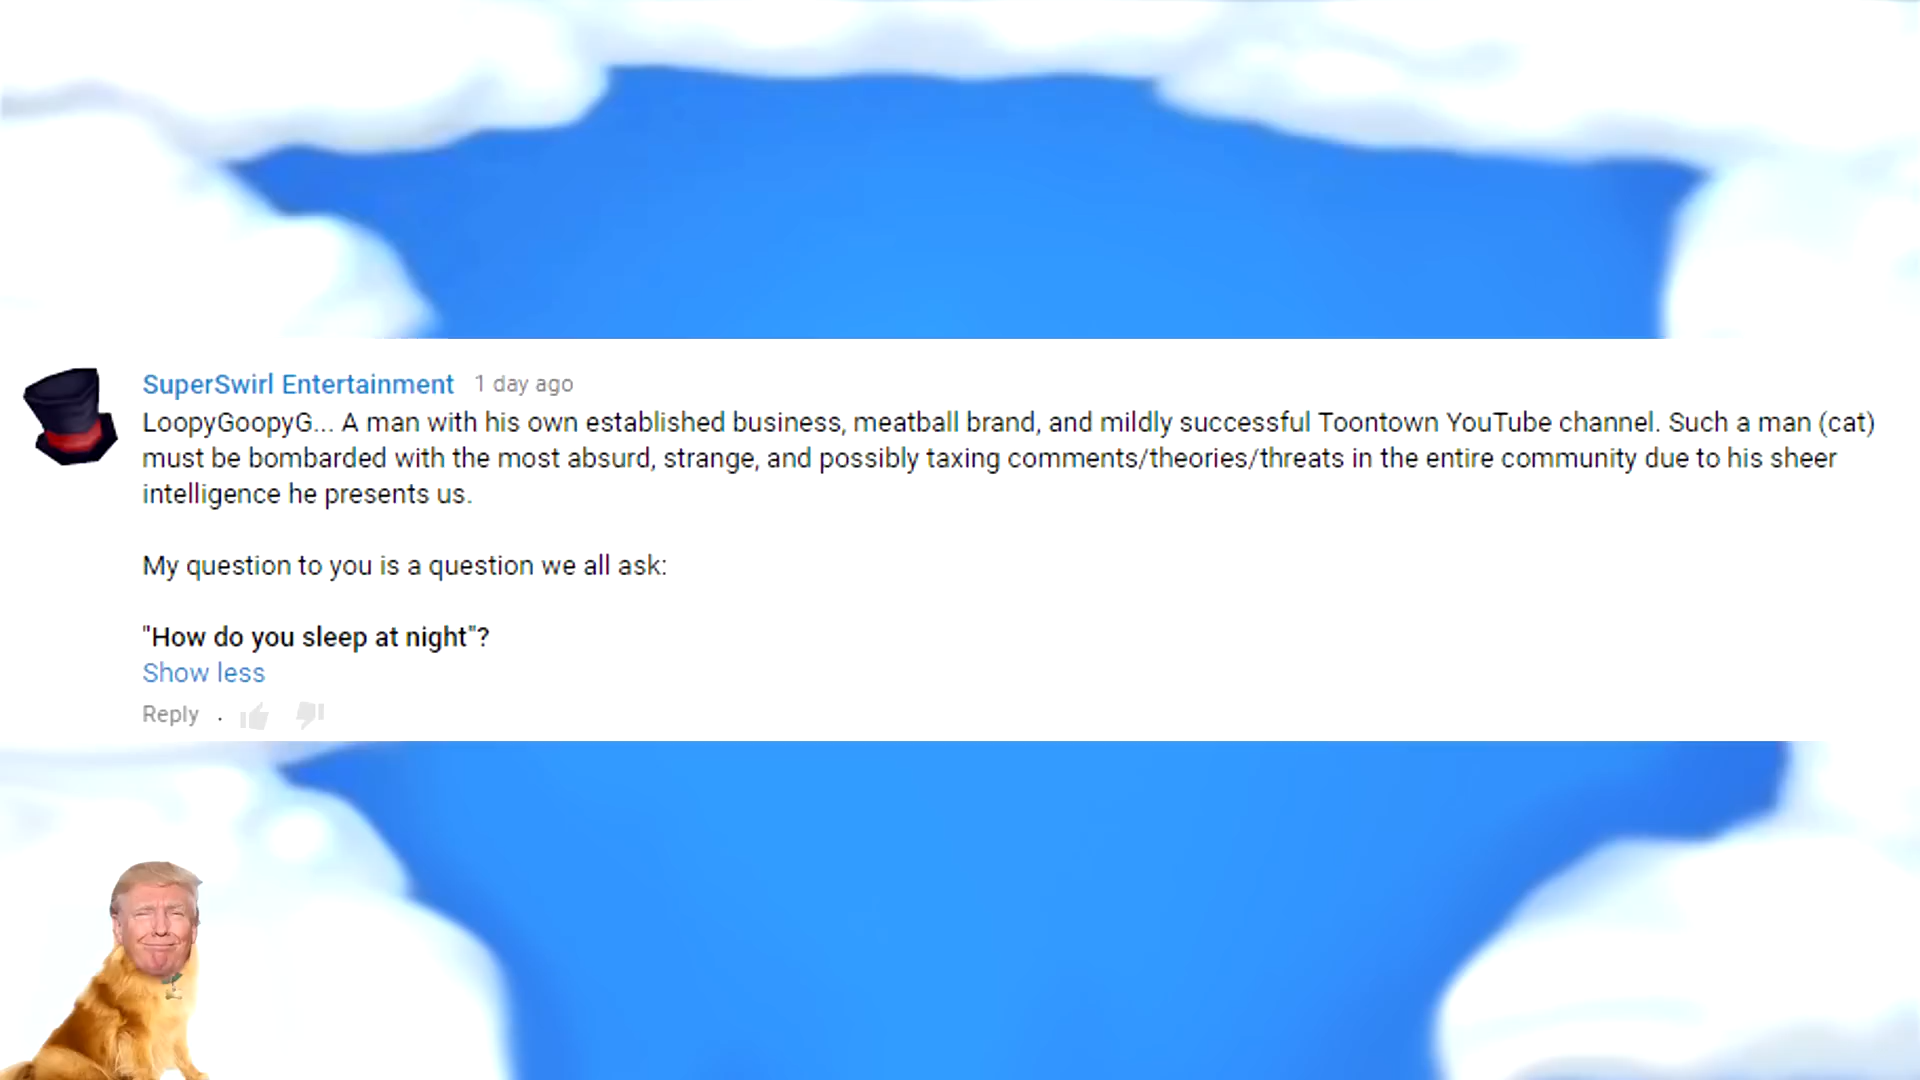 SuperSwirl Entertainment 1 day ago
LoopyGoopyG... A man with his own established business, meatball brand, and mildly successful Toontown YouTube channel. Such a man (cat)
must be bombarded with the most absurd, strange, and possibly taxing comments/theories/threats in the entire community due to his sheer
intelligence he presents us.
My question to you is a question we all ask:
"How do you sleep at night"?
Show less
Reply .